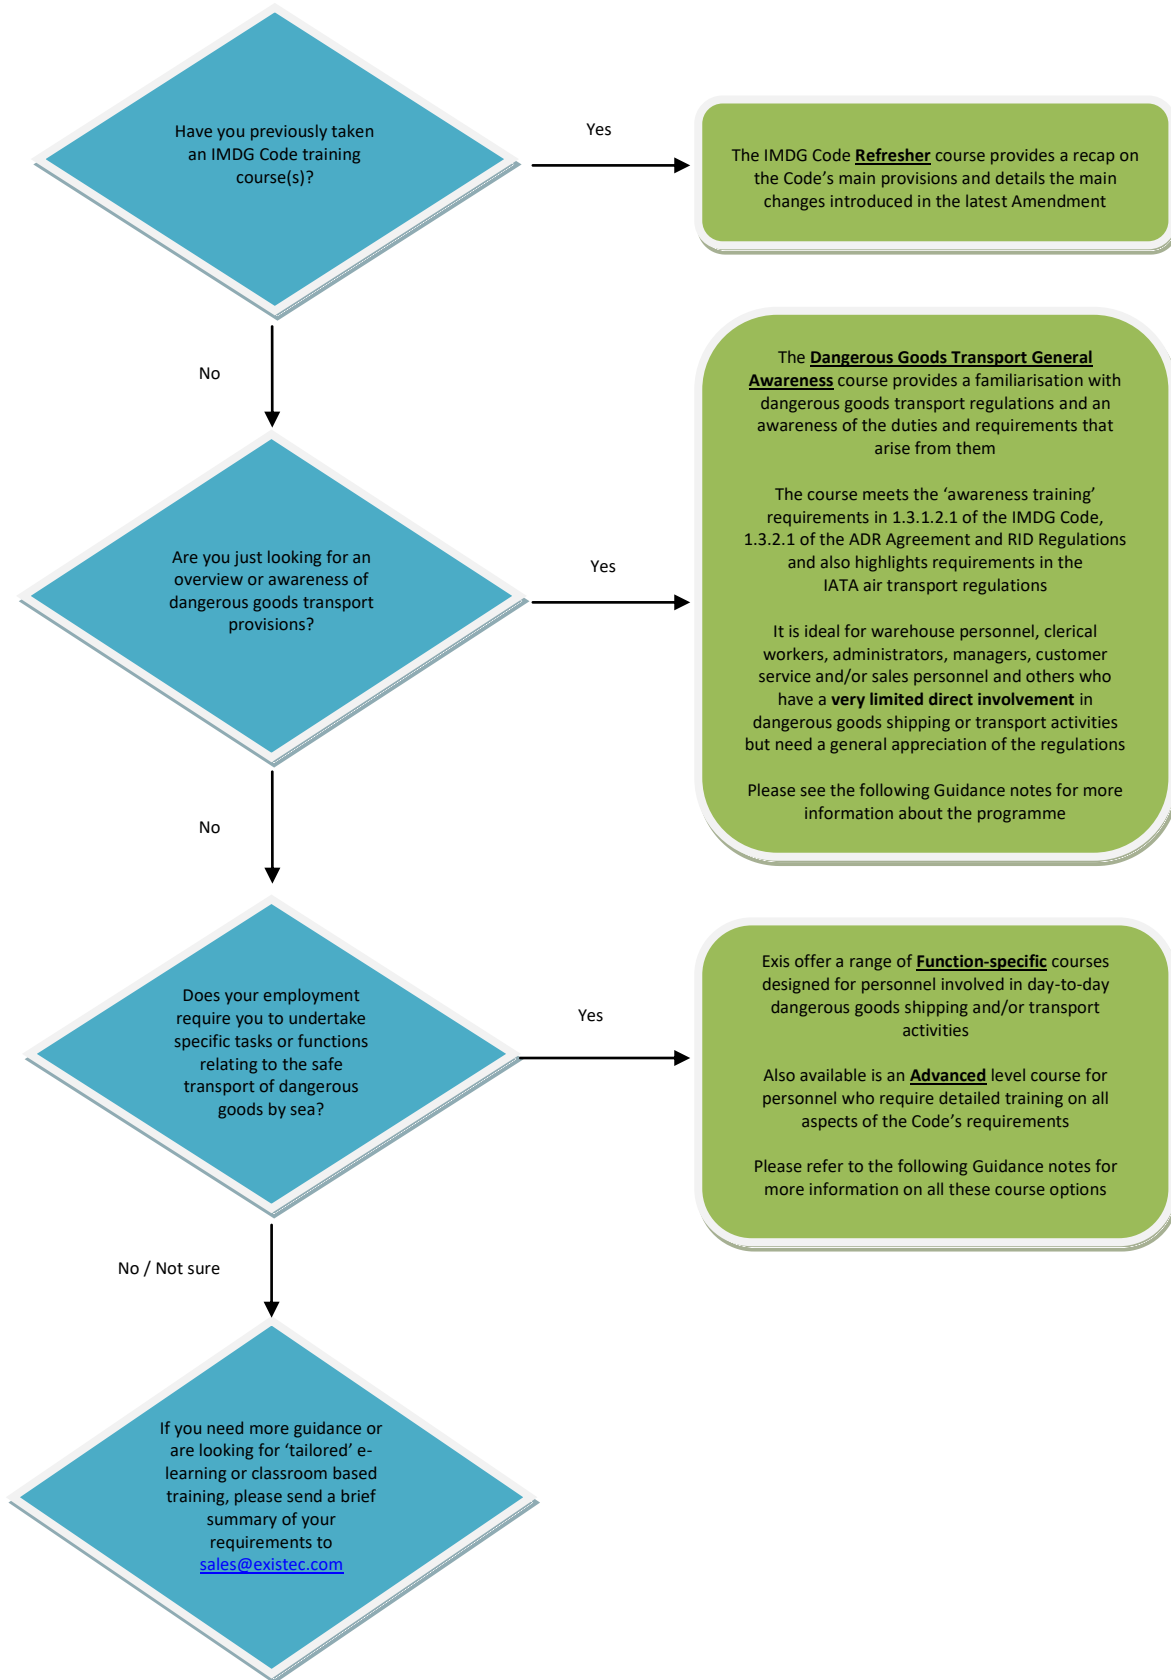 Have you previously taken
an IMDG Code training
course(s)?
Yes
The IMDG Code Refresher course provides a recap on
the Code’s main provisions and details the main
changes introduced in the latest Amendment
No
Are you just looking for an
overview or awareness of
dangerous goods transport
provisions?
Yes
The Dangerous Goods Transport General
Awareness course provides a familiarisation with
dangerous goods transport regulations and an
awareness of the duties and requirements that
arise from them
The course meets the ‘awareness training’
requirements in 1.3.1.2.1 of the IMDG Code,
1.3.2.1 of the ADR Agreement and RID Regulations
and also highlights requirements in the
IATA air transport regulations
It is ideal for warehouse personnel, clerical
workers, administrators, managers, customer
service and/or sales personnel and others who
have a very limited direct involvement in
dangerous goods shipping or transport activities
but need a general appreciation of the regulations
Please see the following Guidance notes for more
information about the programme
No
Does your employment
require you to undertake
specific tasks or functions
relating to the safe
transport of dangerous
goods by sea?
Yes
Exis offer a range of Function-specific courses
designed for personnel involved in day-to-day
dangerous goods shipping and/or transport
activities
Also available is an Advanced level course for
personnel who require detailed training on all
aspects of the Code’s requirements
Please refer to the following Guidance notes for
more information on all these course options
No / Not sure
If you need more guidance or
are looking for ‘tailored’ e-
learning or classroom based
training, please send a brief
summary of your
requirements to
sales@existec.com